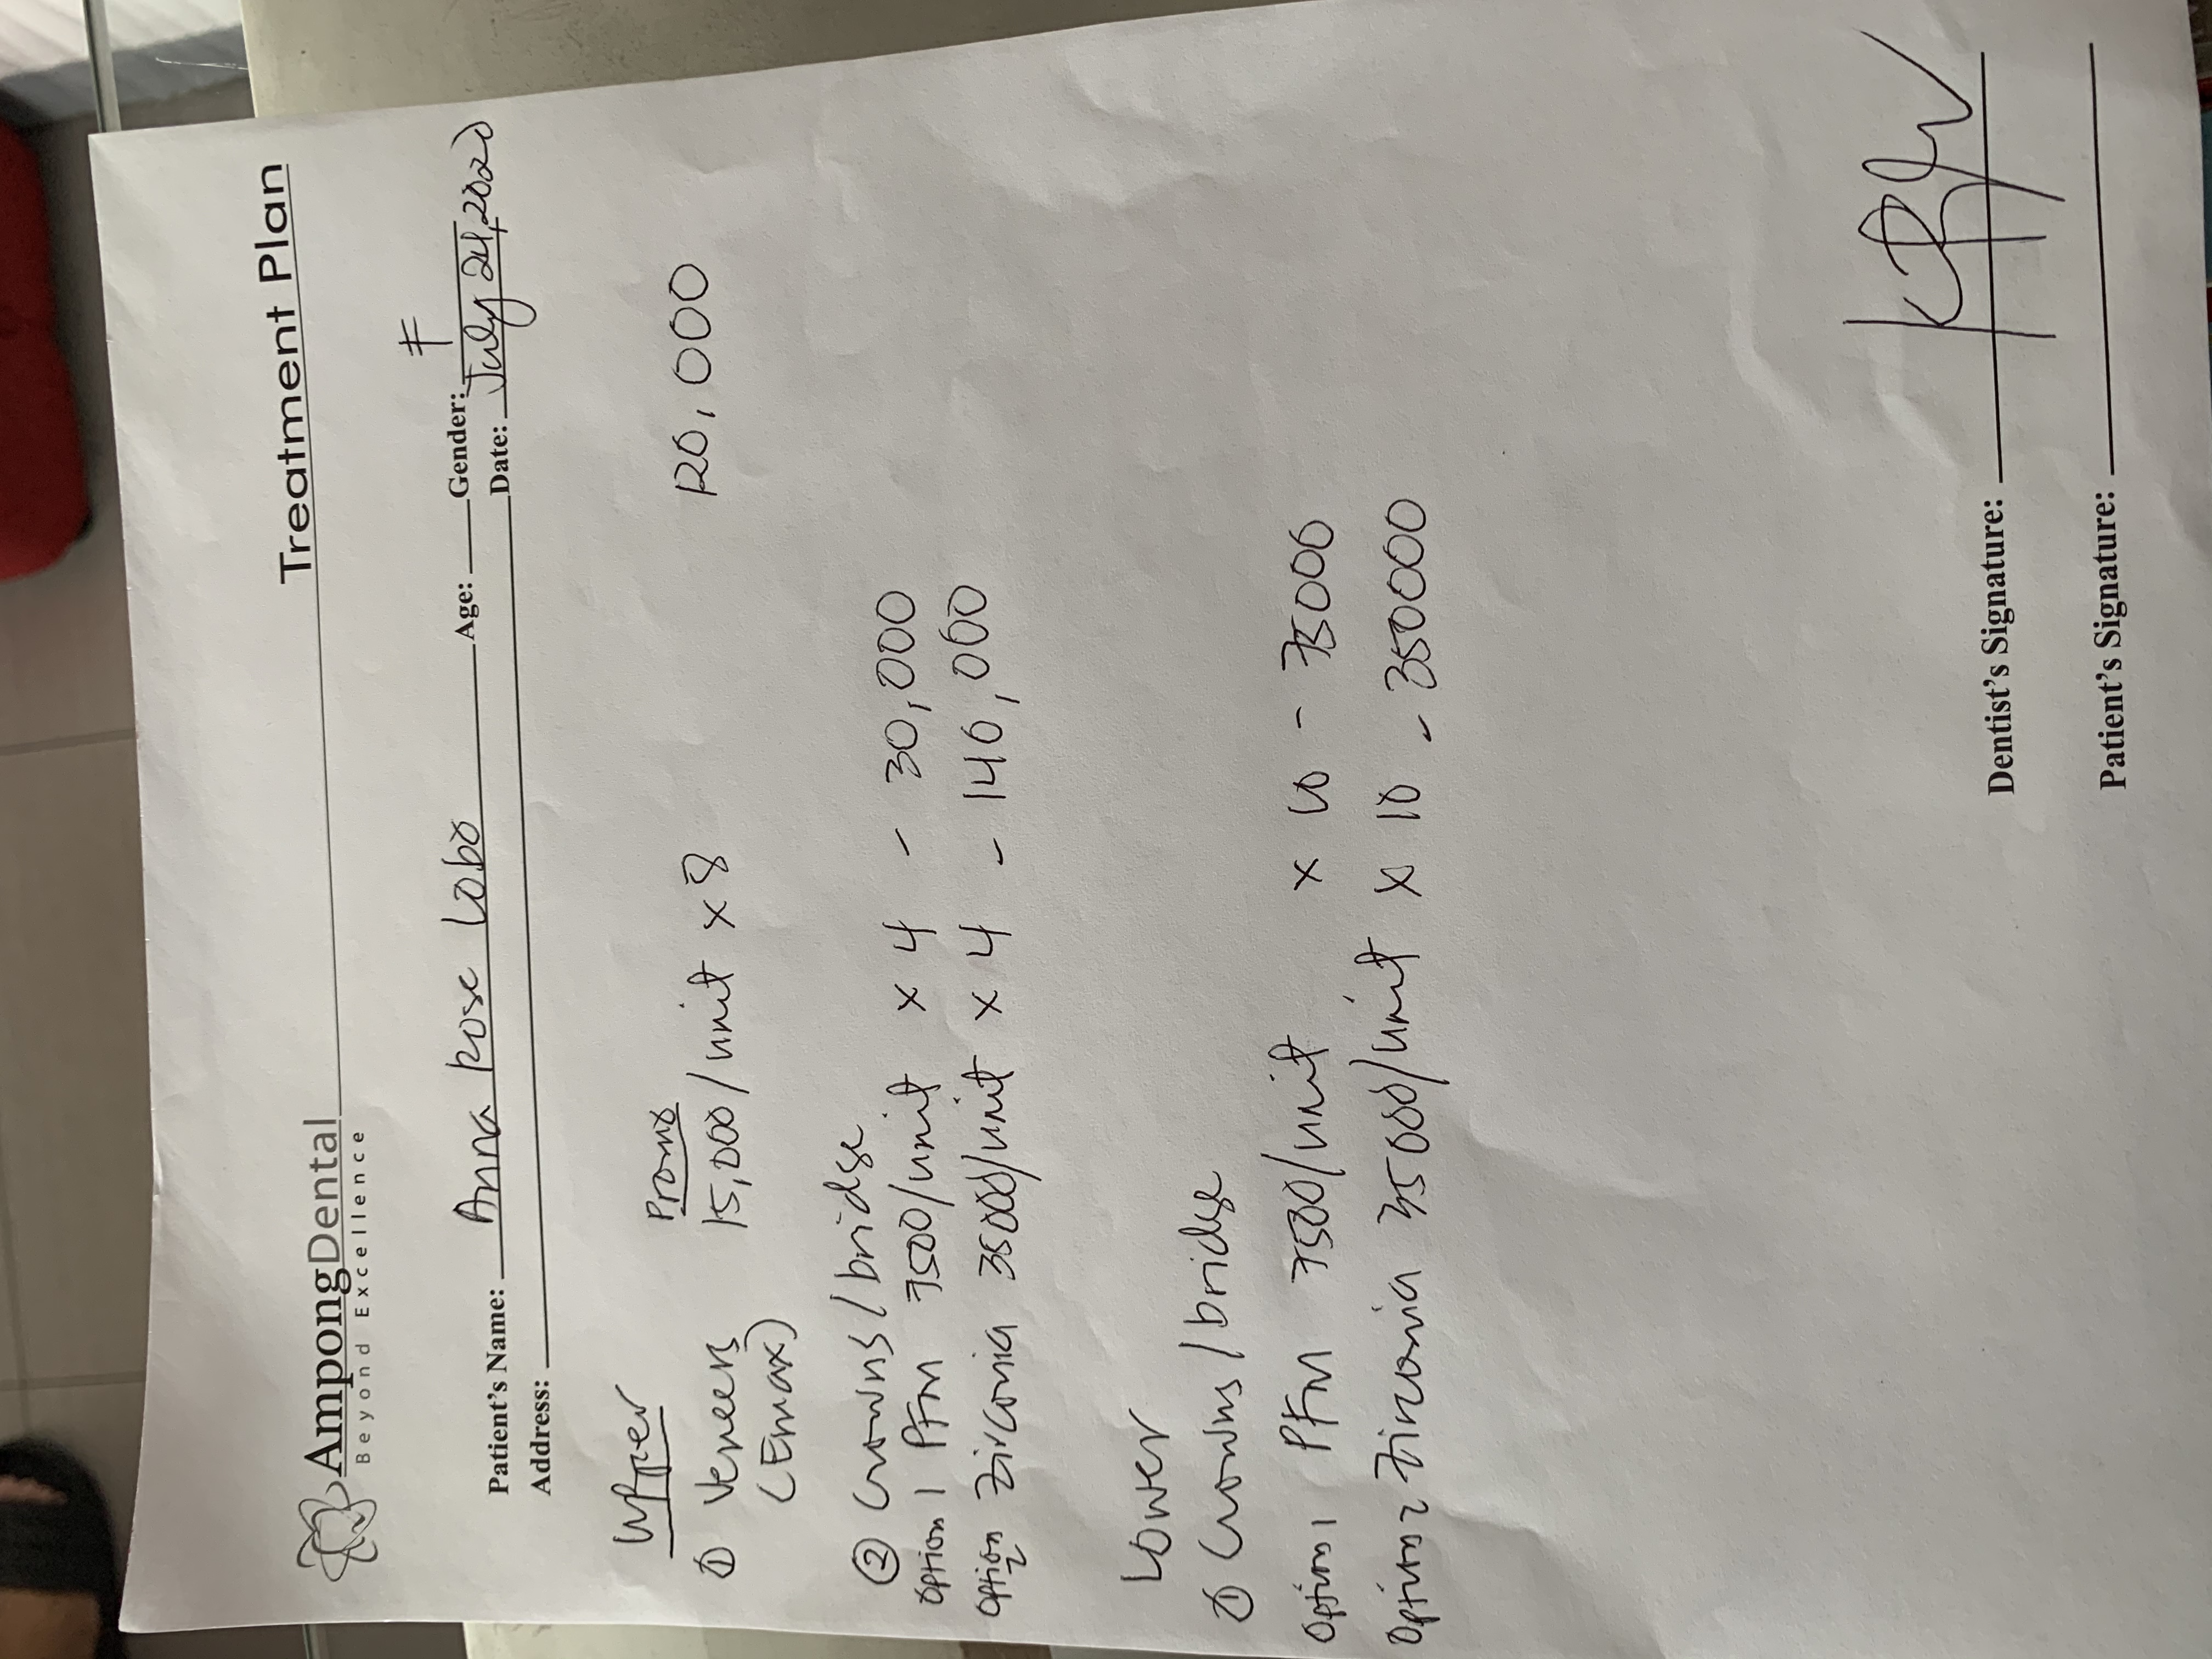 AmpongDental
Beyond Excellence
Treatment Plan
Patient's Name: Anna Rose Lobo Age: Gender: F
Address: Date: July 24, 2020
Upper
Promo
① Veneers 15,000/unit x 8 120,000
(Emax)
② Crowns/bridge
Option 1 PFM 7500/unit x 4 - 30,000
Option 2 Zirconia 35000/unit x 4 - 140,000
Lower
① Crowns/bridge
Option 1 PFM 7500/unit x 10 - 75000
Option 2 Zirconia 35000/unit x 10 - 350000
Dentist's Signature:
Patient's Signature: